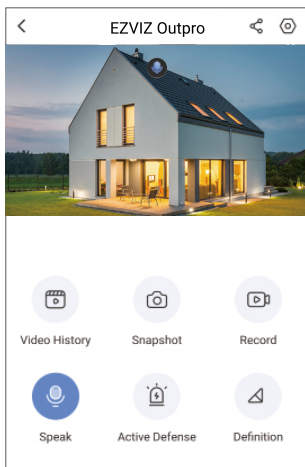 EZVIZ Outpro
Video History
Snapshot
Record
Speak
Active Defense
Definition